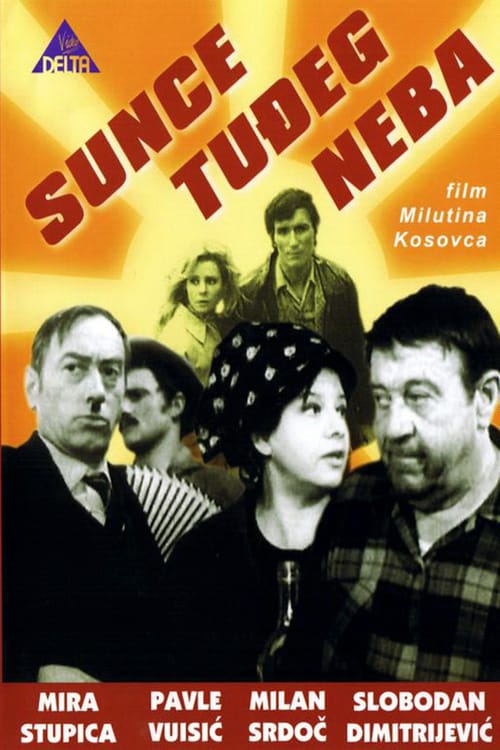 Video
DELTA
SUNCE
TUĐEG
NEBA
film
Milutina
Kosovca
MIRA
STUPICA
PAVLE
VUISIĆ
MILAN
SRDOČ
SLOBODAN
DIMITRIJEVIĆ